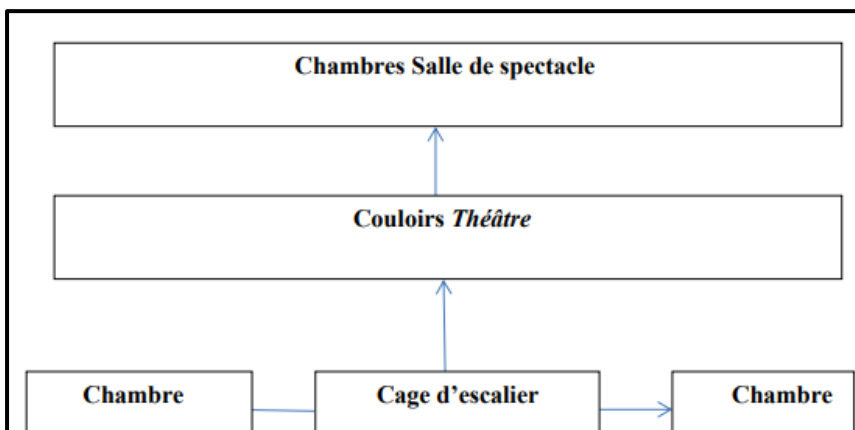 Chambres Salle de spectacle
Couloirs Théâtre
Chambre
Cage d'escalier
Chambre